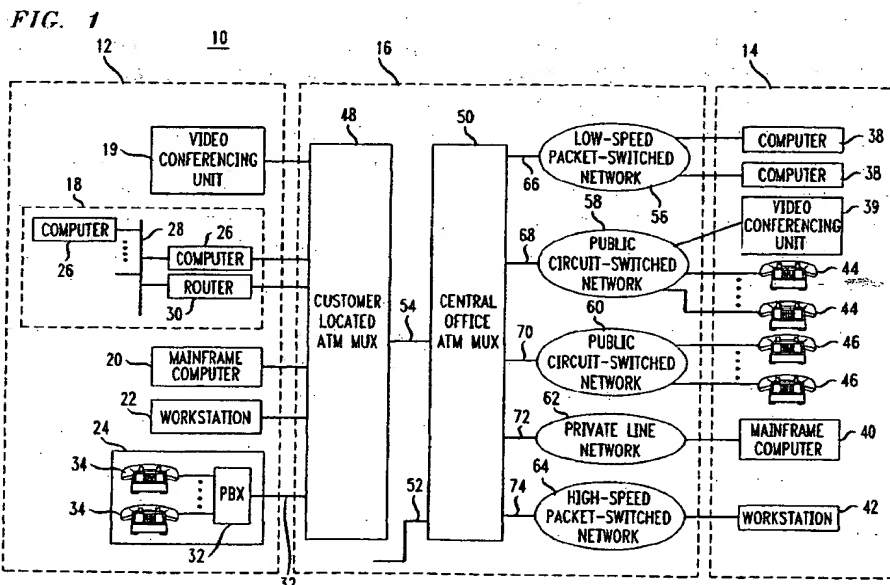 FIG. 1
10
12
16
14
19
VIDEO
CONFERENCING
UNIT
18
COMPUTER
26
28
26
COMPUTER
ROUTER
30
20
MAINFRAME
COMPUTER
22
WORKSTATION
24
34
34
PBX
32
32
48
CUSTOMER
LOCATED
ATM MUX
54
52
50
CENTRAL
OFFICE
ATM MUX
66
LOW-SPEED
PACKET-SWITCHED
NETWORK
56
58
68
PUBLIC
CIRCUIT-SWITCHED
NETWORK
60
70
PUBLIC
CIRCUIT-SWITCHED
NETWORK
62
72
PRIVATE LINE
NETWORK
64
74
HIGH-SPEED
PACKET-SWITCHED
NETWORK
COMPUTER
38
COMPUTER
38
VIDEO
CONFERENCING
UNIT
39
44
44
46
46
MAINFRAME
COMPUTER
40
WORKSTATION
42